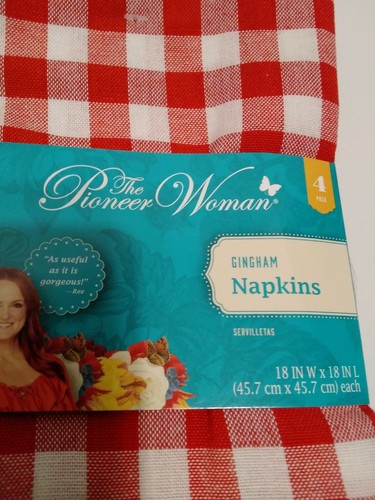 The
Pioneer Woman®
4
PACK
"As useful
as it is
gorgeous!"
-Ree
GINGHAM
Napkins
SERVILLETAS
18 IN W x 18 IN L
(45.7 cm x 45.7 cm) each